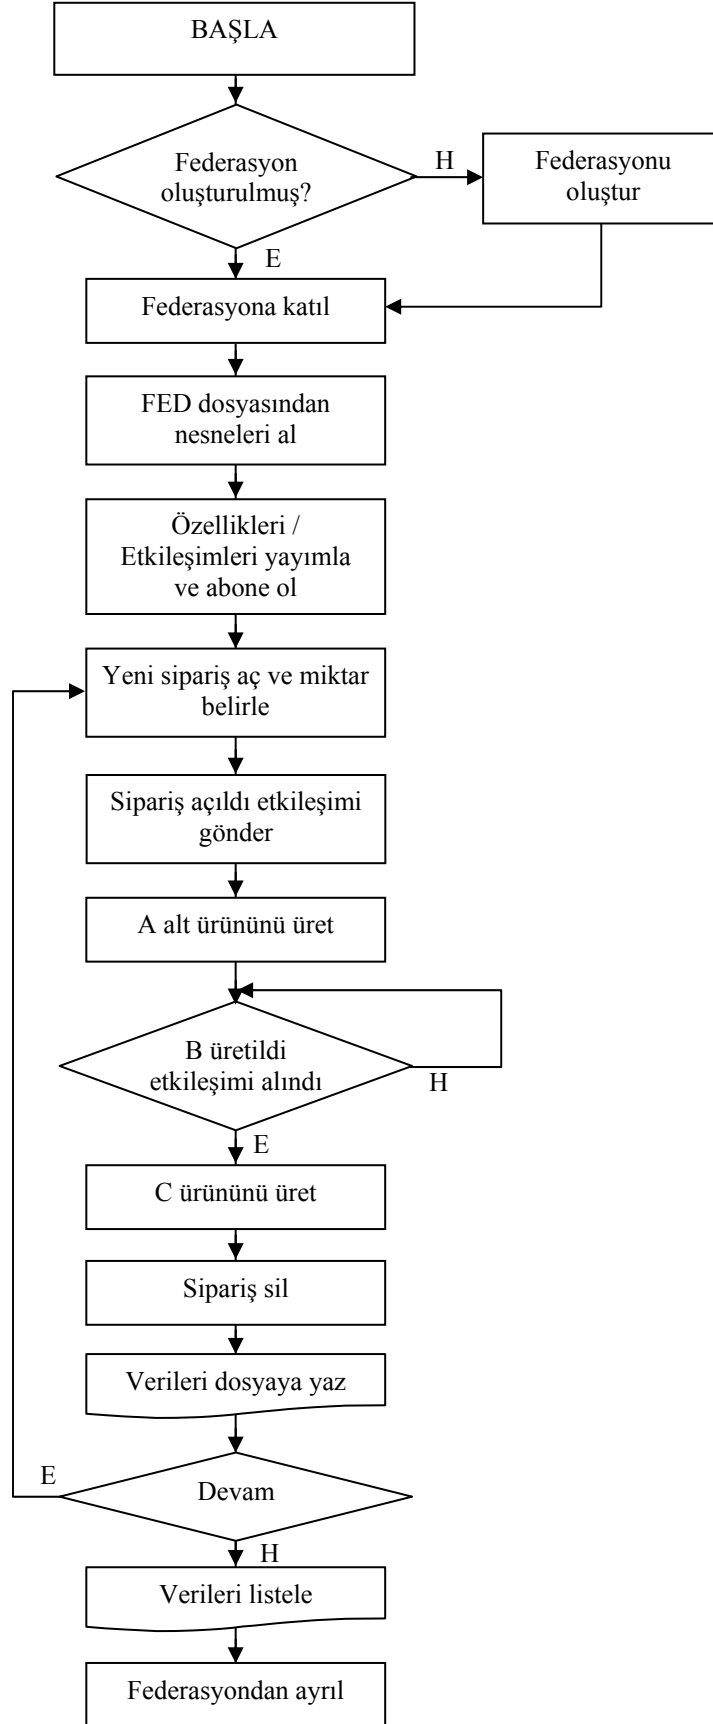 BAŞLA
Federasyon
oluşturulmuş?
H
Federasyonu
oluştur
E
Federasyona katıl
FED dosyasından
nesneleri al
Özellikleri /
Etkileşimleri yayımla
ve abone ol
Yeni sipariş aç ve miktar
belirle
Sipariş açıldı etkileşimi
gönder
A alt ürününü üret
B üretildi
etkileşimi alındı
H
E
C ürününü üret
Sipariş sil
Verileri dosyaya yaz
E
Devam
H
Verileri listele
Federasyondan ayrıl